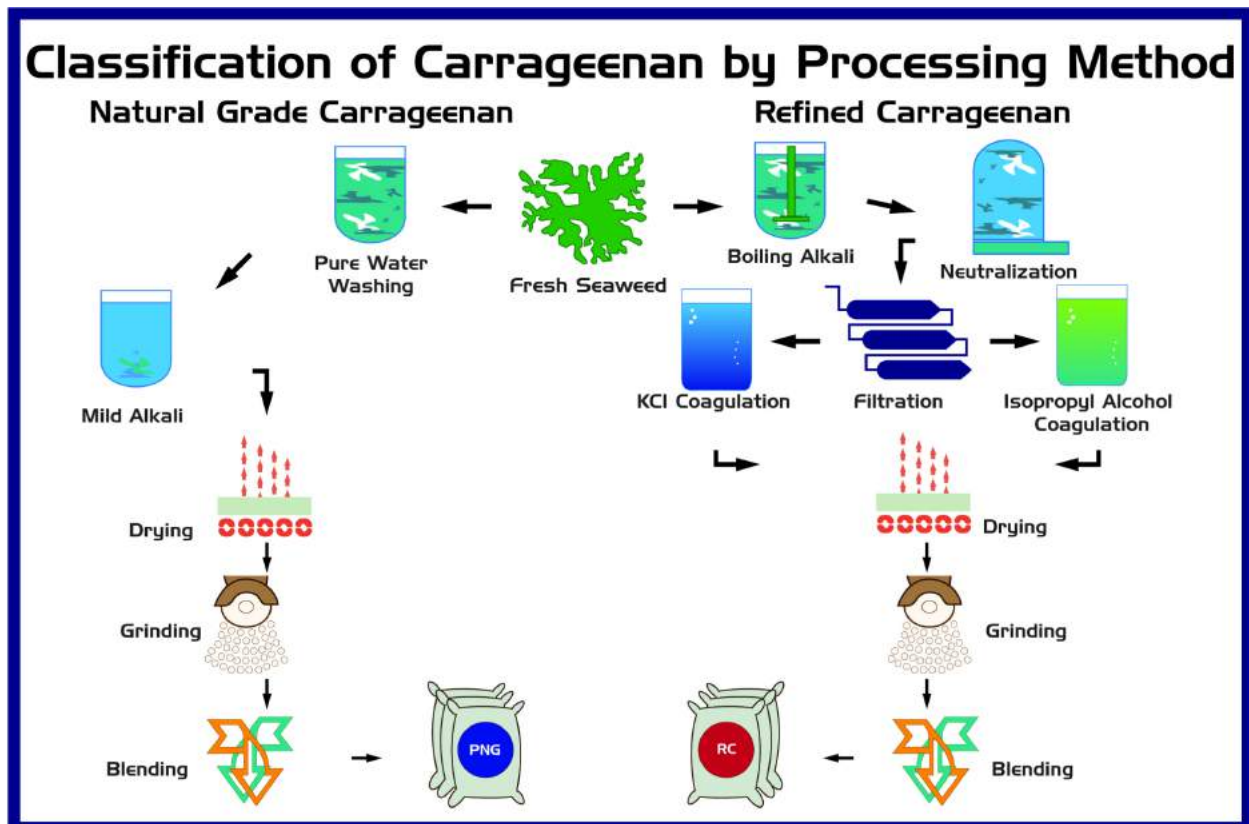 Classification of Carrageenan by Processing Method
Natural Grade Carrageenan
Refined Carrageenan
Pure Water
Washing
Fresh Seaweed
Boiling Alkali
Neutralization
Mild Alkali
KCl Coagulation
Filtration
Isopropyl Alcohol
Coagulation
Drying
Drying
Grinding
Grinding
Blending
PNG
RC
Blending